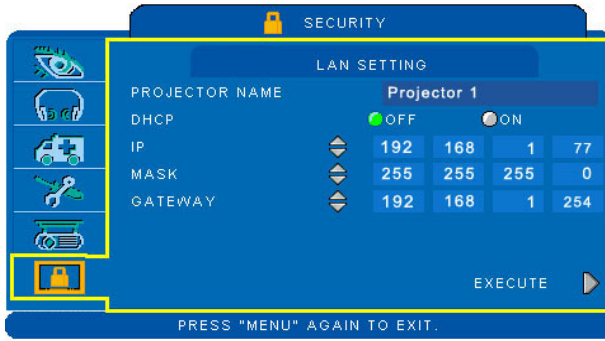 SECURITY
LAN SETTING
PROJECTOR NAME Projector 1
DHCP OFF ON
IP 192 168 1 77
MASK 255 255 255 0
GATEWAY 192 168 1 254
EXECUTE
PRESS "MENU" AGAIN TO EXIT.